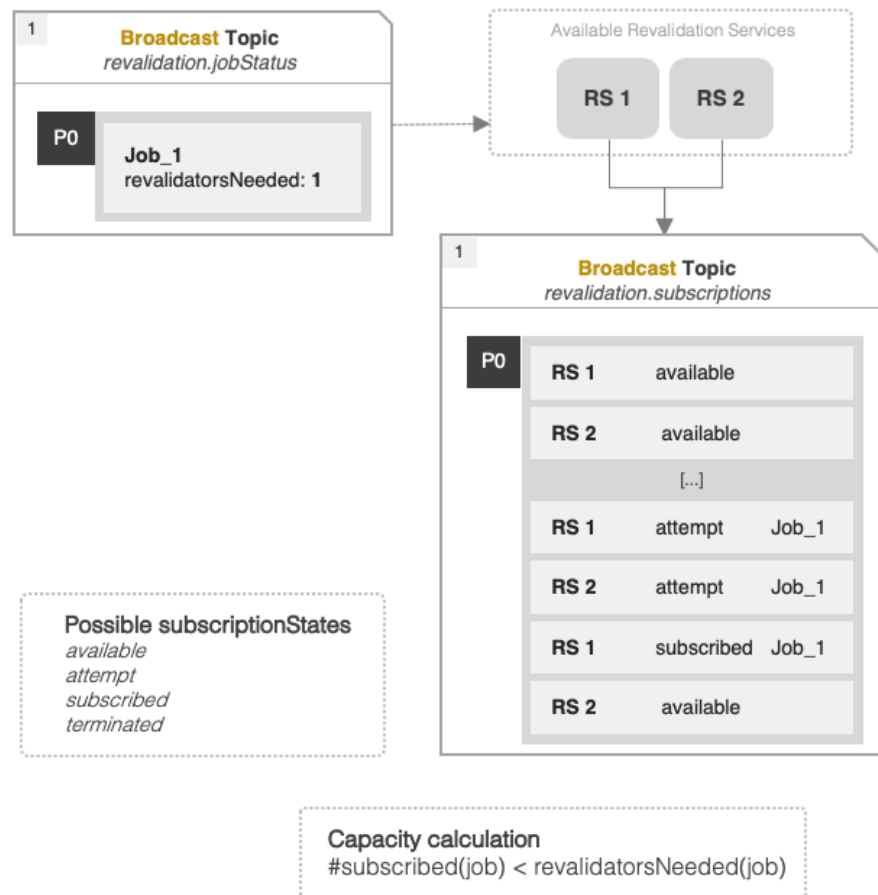 1
Broadcast Topic
revalidation.jobStatus
P0
Job_1
revalidatorsNeeded: 1
Available Revalidation Services
RS 1
RS 2
1
Broadcast Topic
revalidation.subscriptions
P0
RS 1 available
RS 2 available
[...]
RS 1 attempt Job_1
RS 2 attempt Job_1
RS 1 subscribed Job_1
RS 2 available
Possible subscriptionStates
available
attempt
subscribed
terminated
Capacity calculation
#subscribed(job) < revalidatorsNeeded(job)